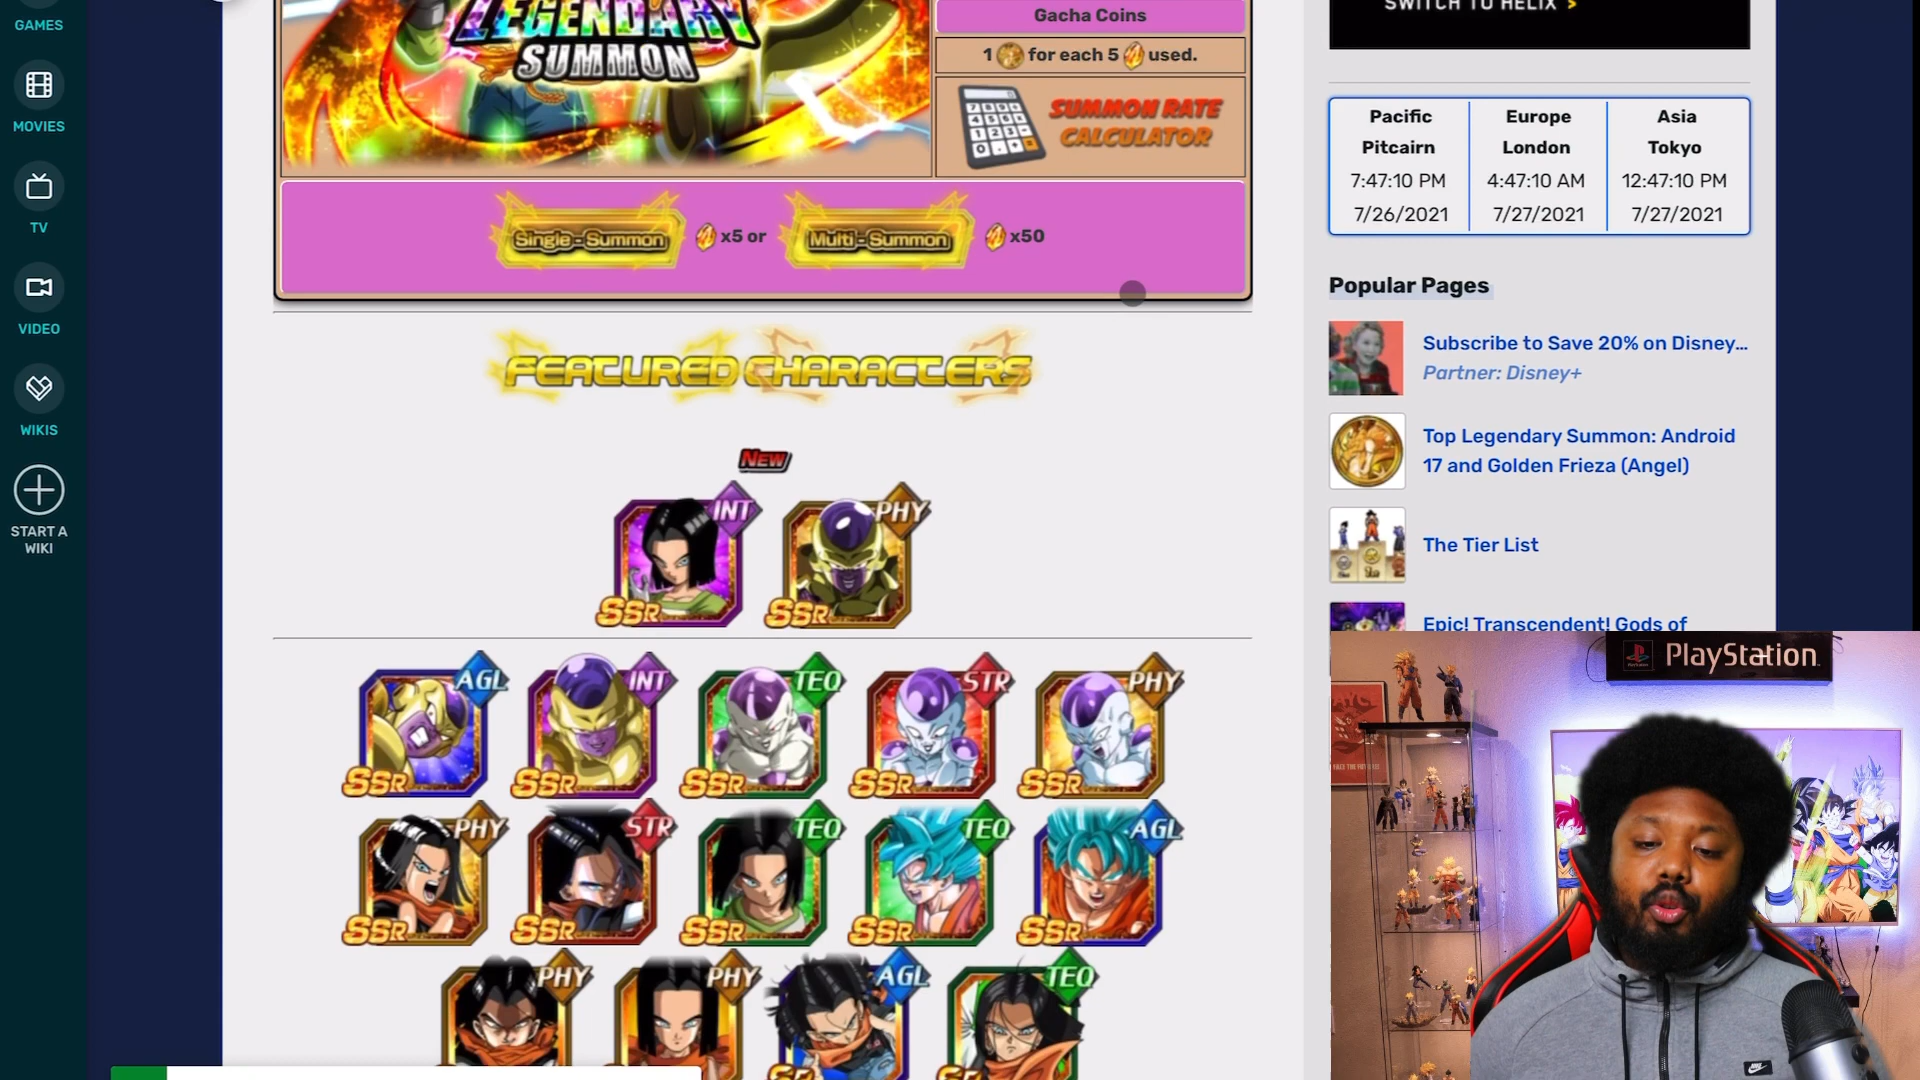 GAMES
MOVIES
TV
VIDEO
WIKIS
START A
WIKI
LEGENDARY
SUMMON
Gacha Coins
1 for each 5 used.
SUMMON RATE
CALCULATOR
Single-Summon x5 or Multi-Summon x50
FEATURED CHARACTERS
NEW
INT
SSR
PHY
SSR
AGL
SSR
INT
SSR
TEQ
SSR
STR
SSR
PHY
SSR
PHY
SSR
STR
SSR
TEQ
SSR
TEQ
SSR
AGL
SSR
PHY
PHY
AGL
TEQ
SWITCH TO HELIX >
Pacific
Pitcairn
7:47:10 PM
7/26/2021
Europe
London
4:47:10 AM
7/27/2021
Asia
Tokyo
12:47:10 PM
7/27/2021
Popular Pages
Subscribe to Save 20% on Disney...
Partner: Disney+
Top Legendary Summon: Android
17 and Golden Frieza (Angel)
The Tier List
Epic! Transcendent! Gods of
PlayStation